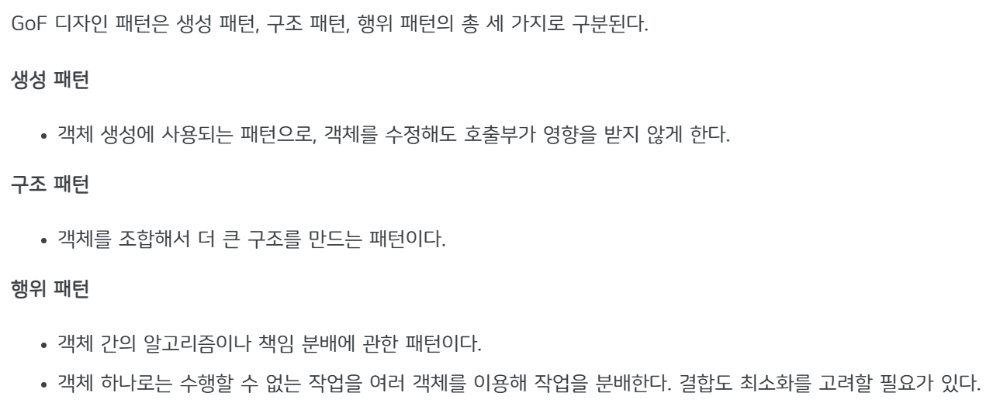 GoF 디자인 패턴은 생성 패턴, 구조 패턴, 행위 패턴의 총 세 가지로 구분된다.
생성 패턴
• 객체 생성에 사용되는 패턴으로, 객체를 수정해도 호출부가 영향을 받지 않게 한다.
구조 패턴
• 객체를 조합해서 더 큰 구조를 만드는 패턴이다.
행위 패턴
• 객체 간의 알고리즘이나 책임 분배에 관한 패턴이다.
• 객체 하나로는 수행할 수 없는 작업을 여러 객체를 이용해 작업을 분배한다. 결합도 최소화를 고려할 필요가 있다.